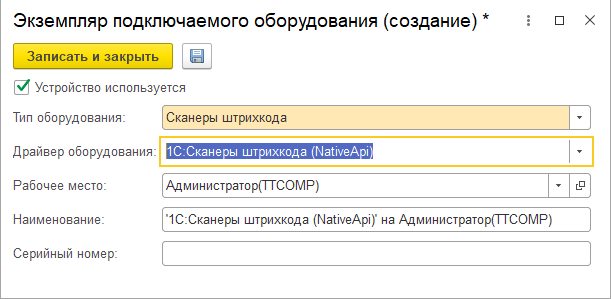 Экземпляр подключаемого оборудования (создание) *
Записать и закрыть
Устройство используется
Тип оборудования: Сканеры штрихкода
Драйвер оборудования: 1С:Сканеры штрихкода (NativeApi)
Рабочее место: Администратор(TTCOMP)
Наименование: '1С:Сканеры штрихкода (NativeApi)' на Администратор(TTCOMP)
Серийный номер: